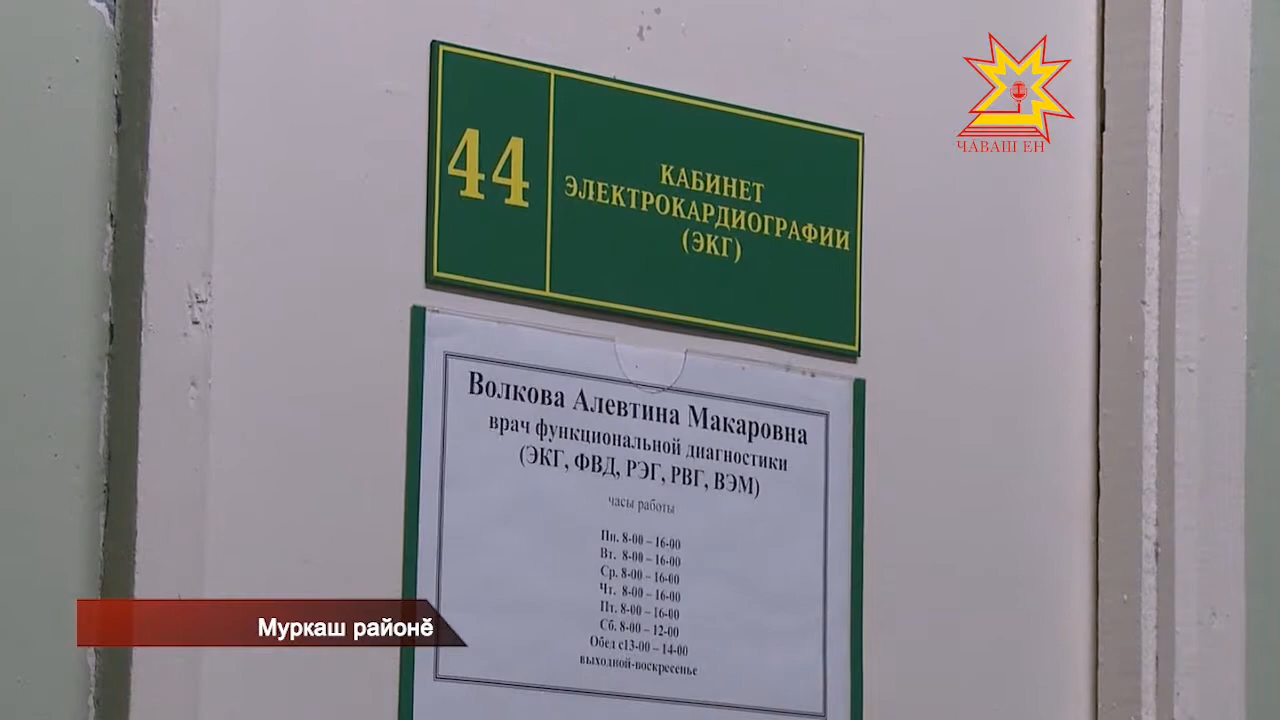 ЧӐВАШ ЕН
44
КАБИНЕТ
ЭЛЕКТРОКАРДИОГРАФИИ
(ЭКГ)
Волкова Алевтина Макаровна
врач функциональной диагностики
(ЭКГ, ФВД, РЭГ, РВГ, ВЭМ)
часы работы
Пн. 8-00 – 16-00
Вт. 8-00 – 16-00
Ср. 8-00 – 16-00
Чт. 8-00 – 16-00
Пт. 8-00 – 16-00
Сб. 8-00 – 12-00
Обед с13-00 – 14-00
выходной-воскресенье
Муркаш районӗ